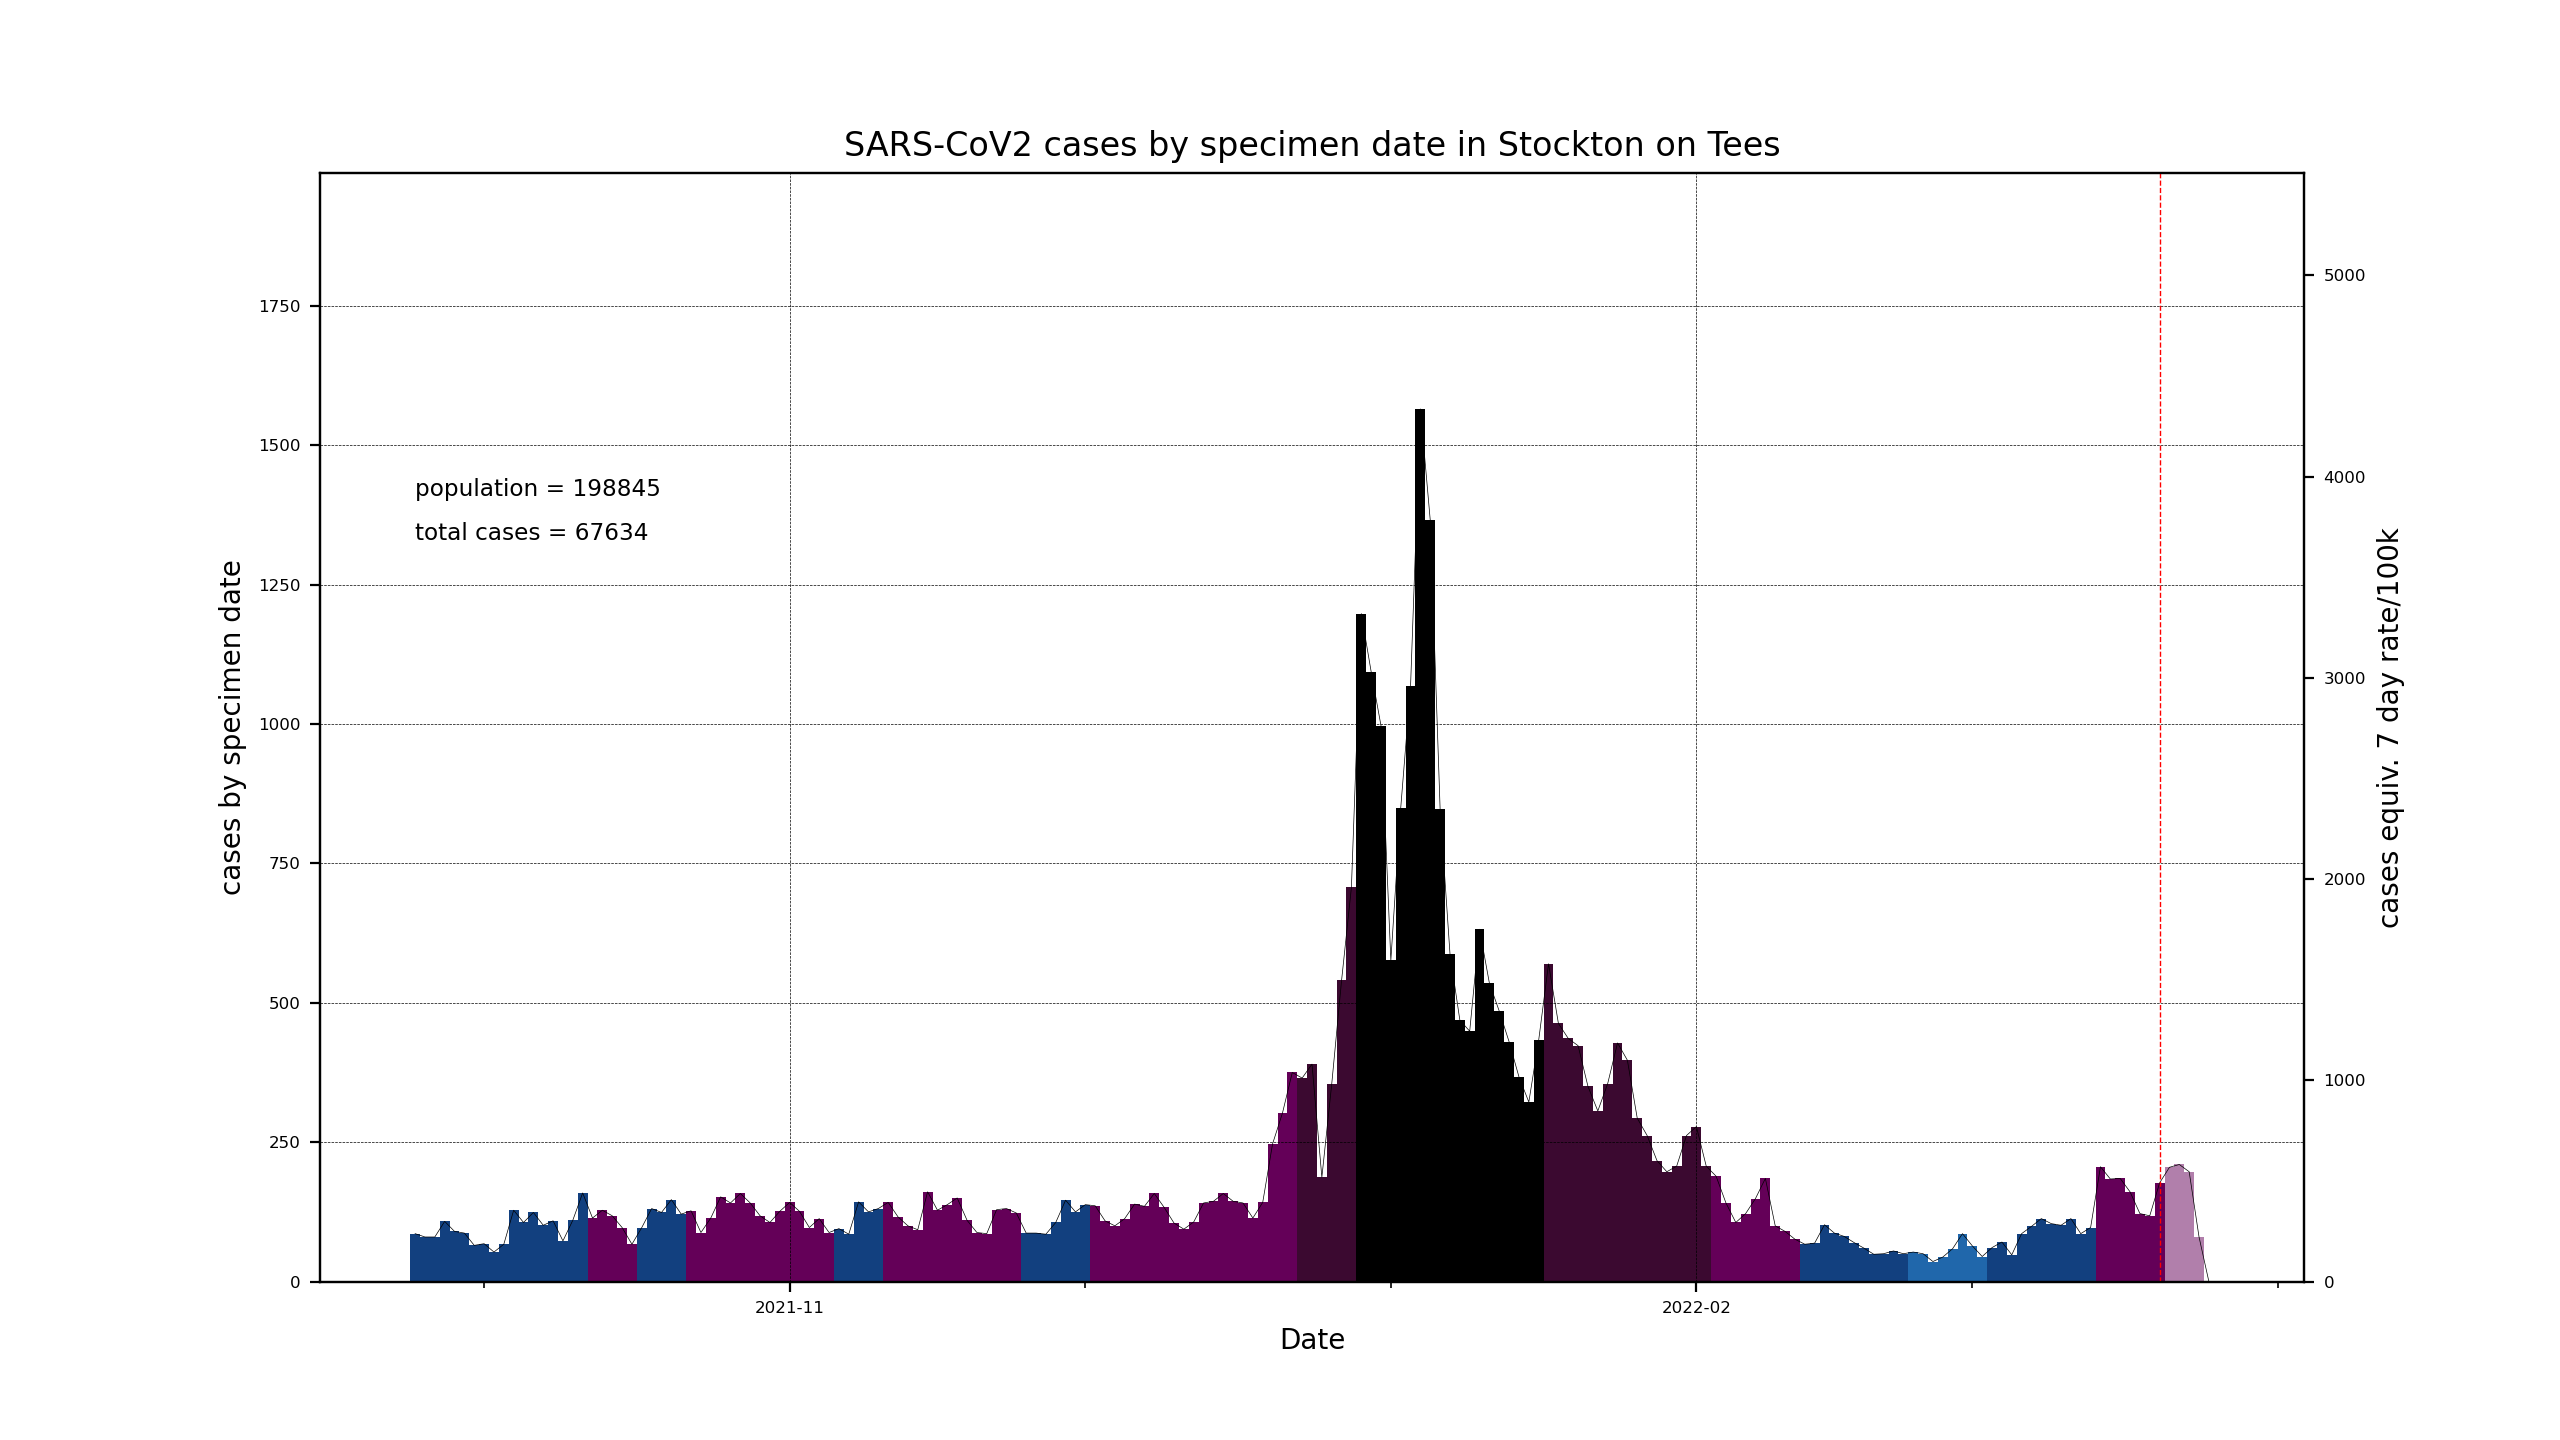 SARS-CoV2 cases by specimen date in Stockton on Tees
cases by specimen date
1750
1500
1250
1000
750
500
250
0
population = 198845
total cases = 67634
5000
4000
3000
2000
1000
0
cases equiv. 7 day rate/100k
2021-11
2022-02
Date